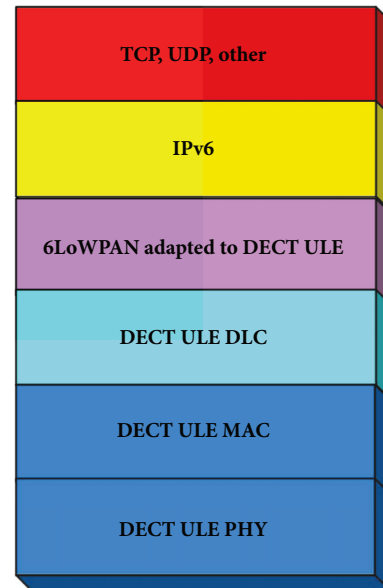 TCP, UDP, other
IPv6
6LoWPAN adapted to DECT ULE
DECT ULE DLC
DECT ULE MAC
DECT ULE PHY